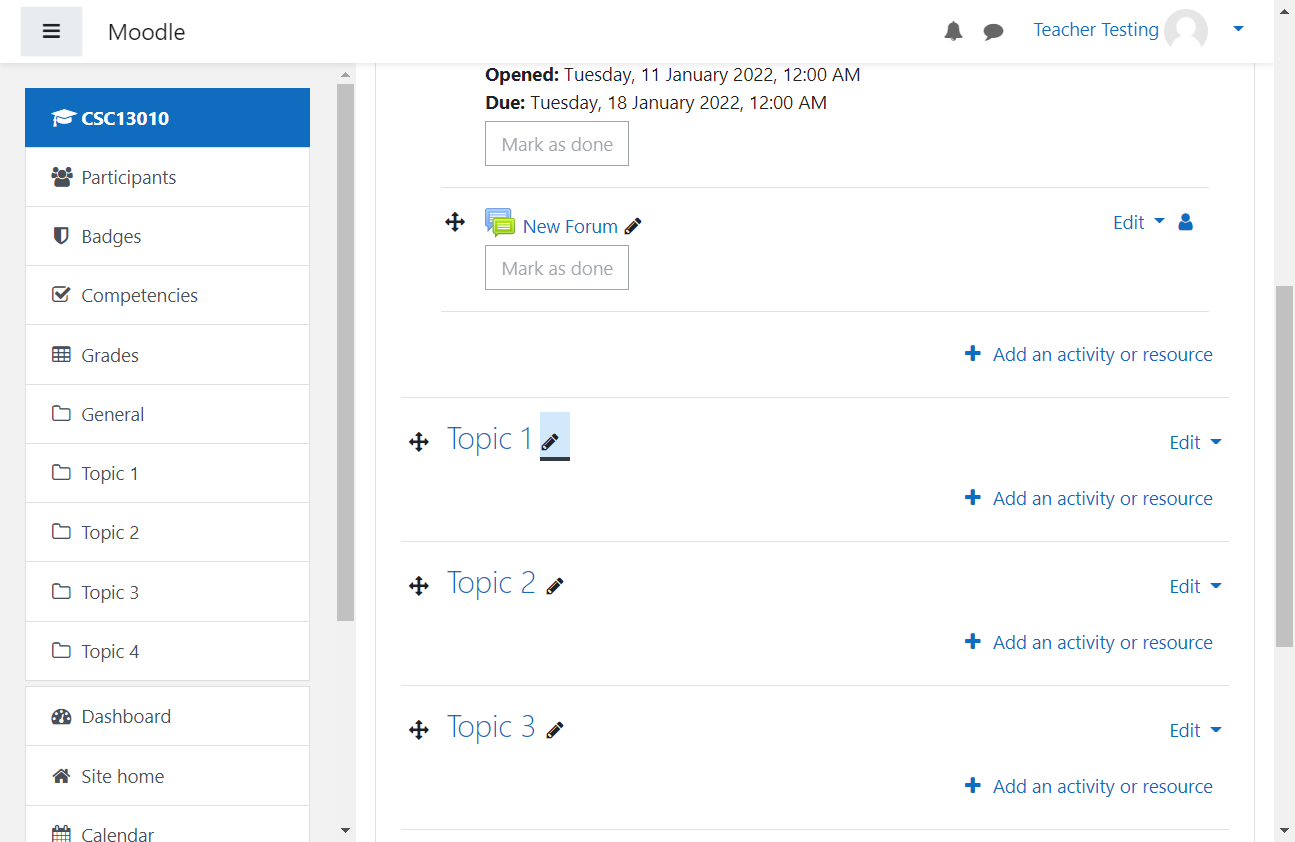 Moodle
Teacher Testing
CSC13010
Participants
Badges
Competencies
Grades
General
Topic 1
Topic 2
Topic 3
Topic 4
Dashboard
Site home
Calendar
Opened: Tuesday, 11 January 2022, 12:00 AM
Due: Tuesday, 18 January 2022, 12:00 AM
Mark as done
New Forum
Edit
Mark as done
Add an activity or resource
Topic 1
Edit
Add an activity or resource
Topic 2
Edit
Add an activity or resource
Topic 3
Edit
Add an activity or resource